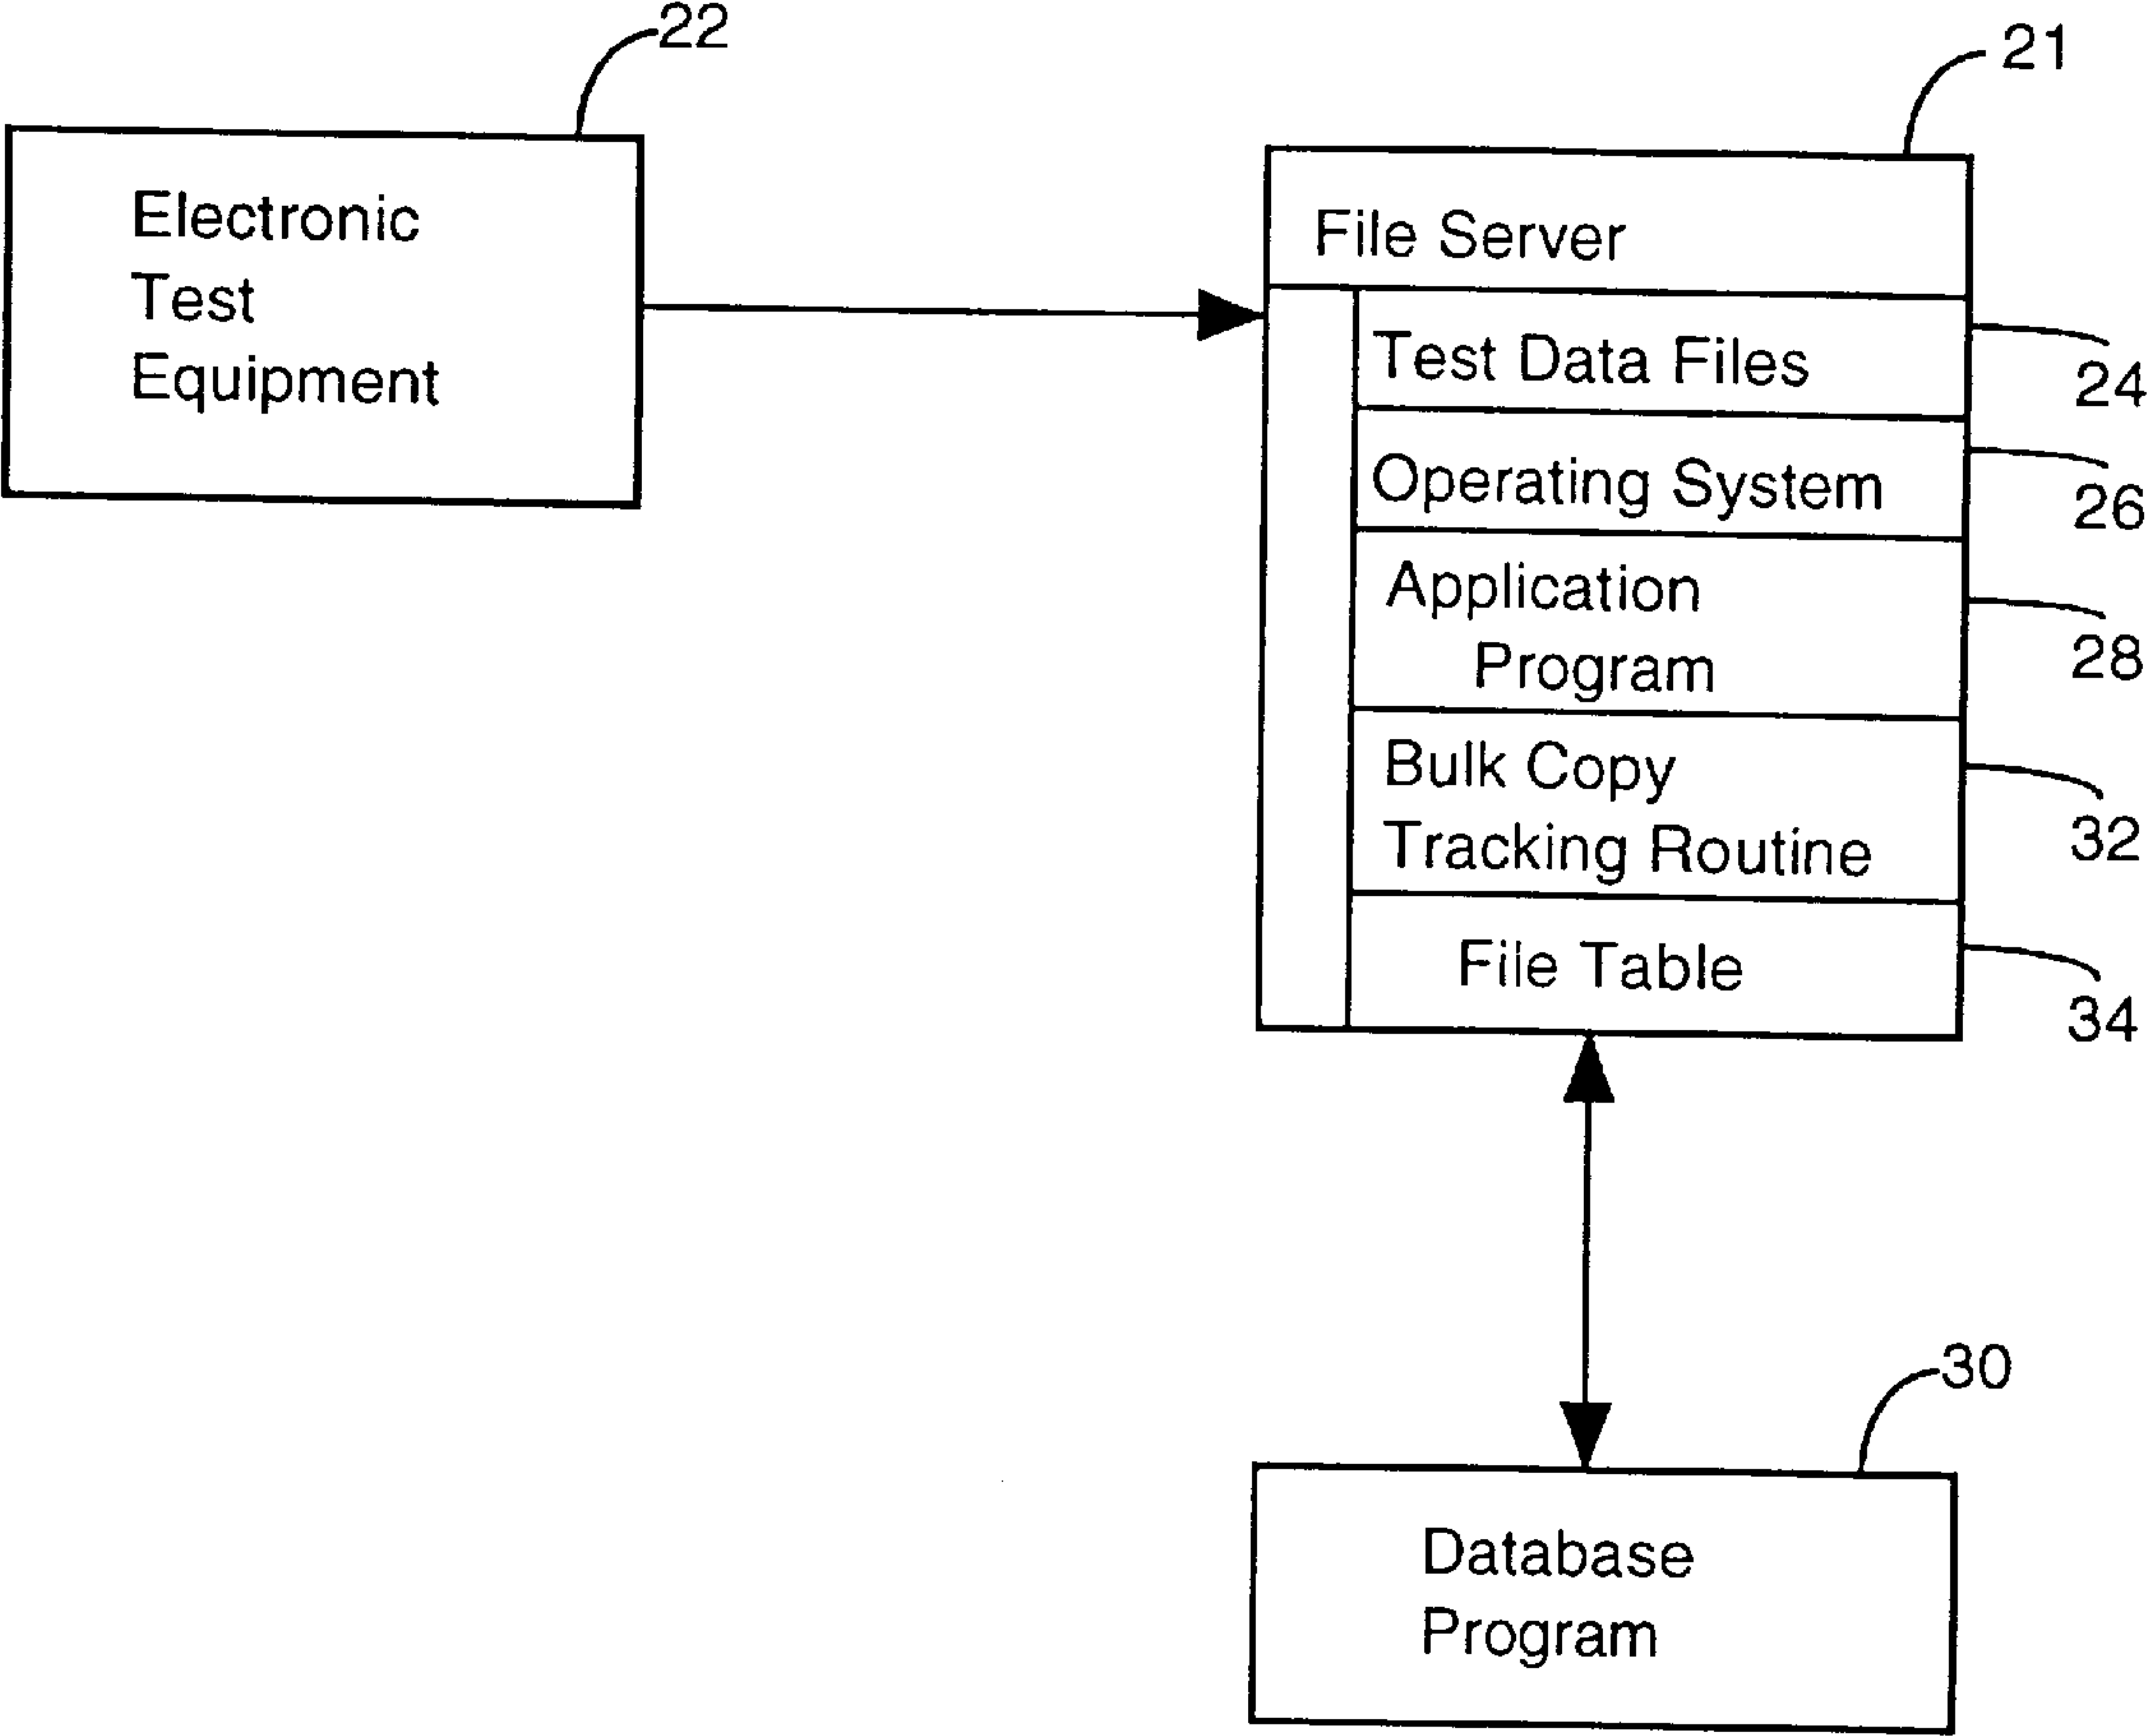 22
Electronic
Test
Equipment
21
File Server
Test Data Files
24
Operating System
26
Application
Program
28
Bulk Copy
Tracking Routine
32
File Table
34
30
Database
Program